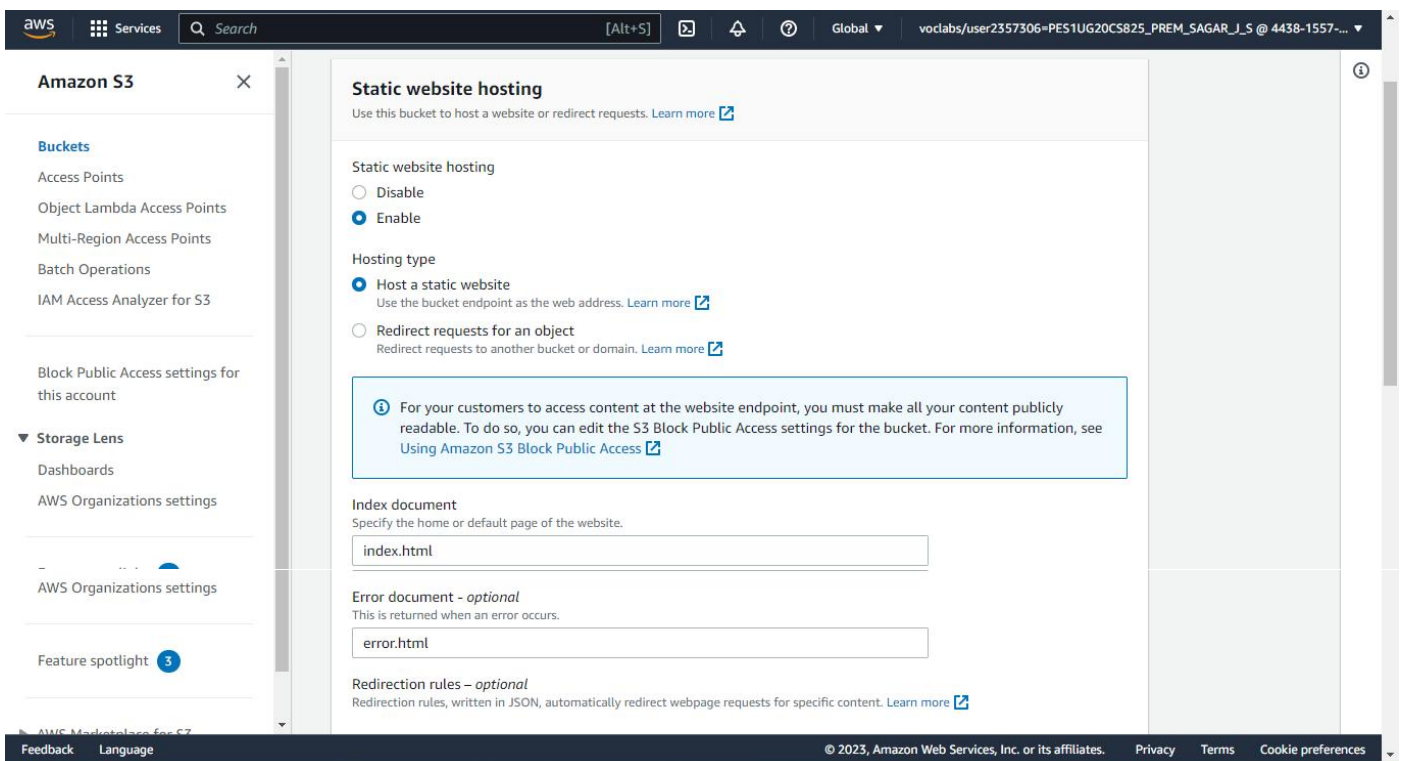 aws
Services
Search
[Alt+S]
Global
voclabs/user2357306=PES1UG20CS825_PREM_SAGAR_J_S @ 4438-1557-...
Amazon S3
Buckets
Access Points
Object Lambda Access Points
Multi-Region Access Points
Batch Operations
IAM Access Analyzer for S3
Block Public Access settings for
this account
Storage Lens
Dashboards
AWS Organizations settings
AWS Organizations settings
Feature spotlight 3
AWS Marketplace for S3
Static website hosting
Use this bucket to host a website or redirect requests. Learn more
Static website hosting
Disable
Enable
Hosting type
Host a static website
Use the bucket endpoint as the web address. Learn more
Redirect requests for an object
Redirect requests to another bucket or domain. Learn more
For your customers to access content at the website endpoint, you must make all your content publicly
readable. To do so, you can edit the S3 Block Public Access settings for the bucket. For more information, see
Using Amazon S3 Block Public Access
Index document
Specify the home or default page of the website.
index.html
Error document - optional
This is returned when an error occurs.
error.html
Redirection rules – optional
Redirection rules, written in JSON, automatically redirect webpage requests for specific content. Learn more
Feedback
Language
© 2023, Amazon Web Services, Inc. or its affiliates.
Privacy
Terms
Cookie preferences